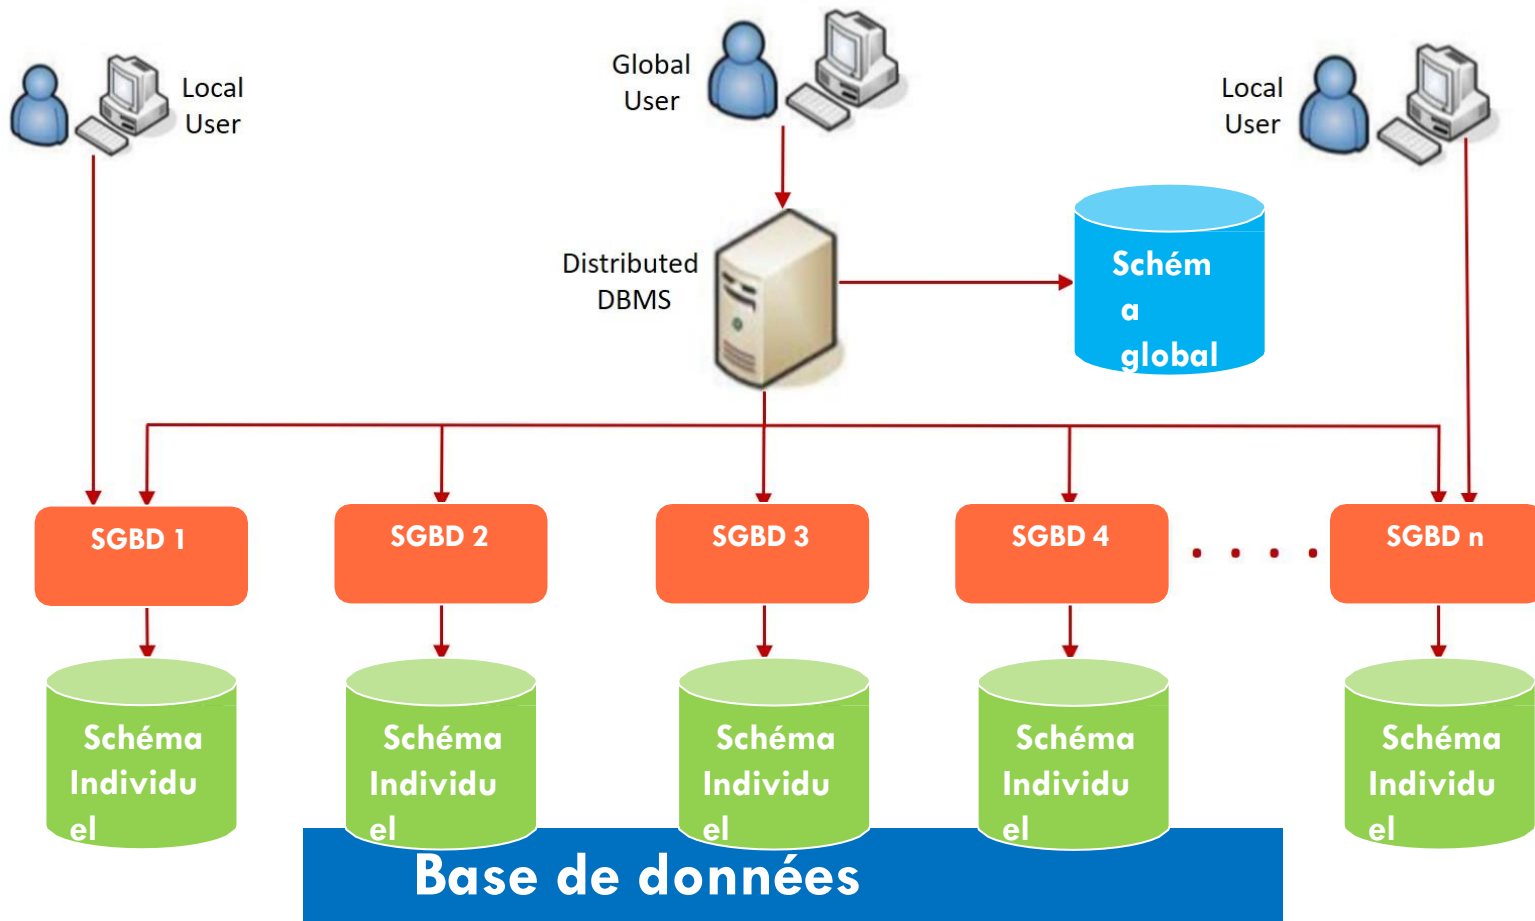 Local
User
Global
User
Local
User
Distributed
DBMS
Schém
a
global
SGBD 1
SGBD 2
SGBD 3
SGBD 4
SGBD n
Schéma
Individu
el
Schéma
Individu
el
Schéma
Individu
el
Schéma
Individu
el
Schéma
Individu
el
Base de données